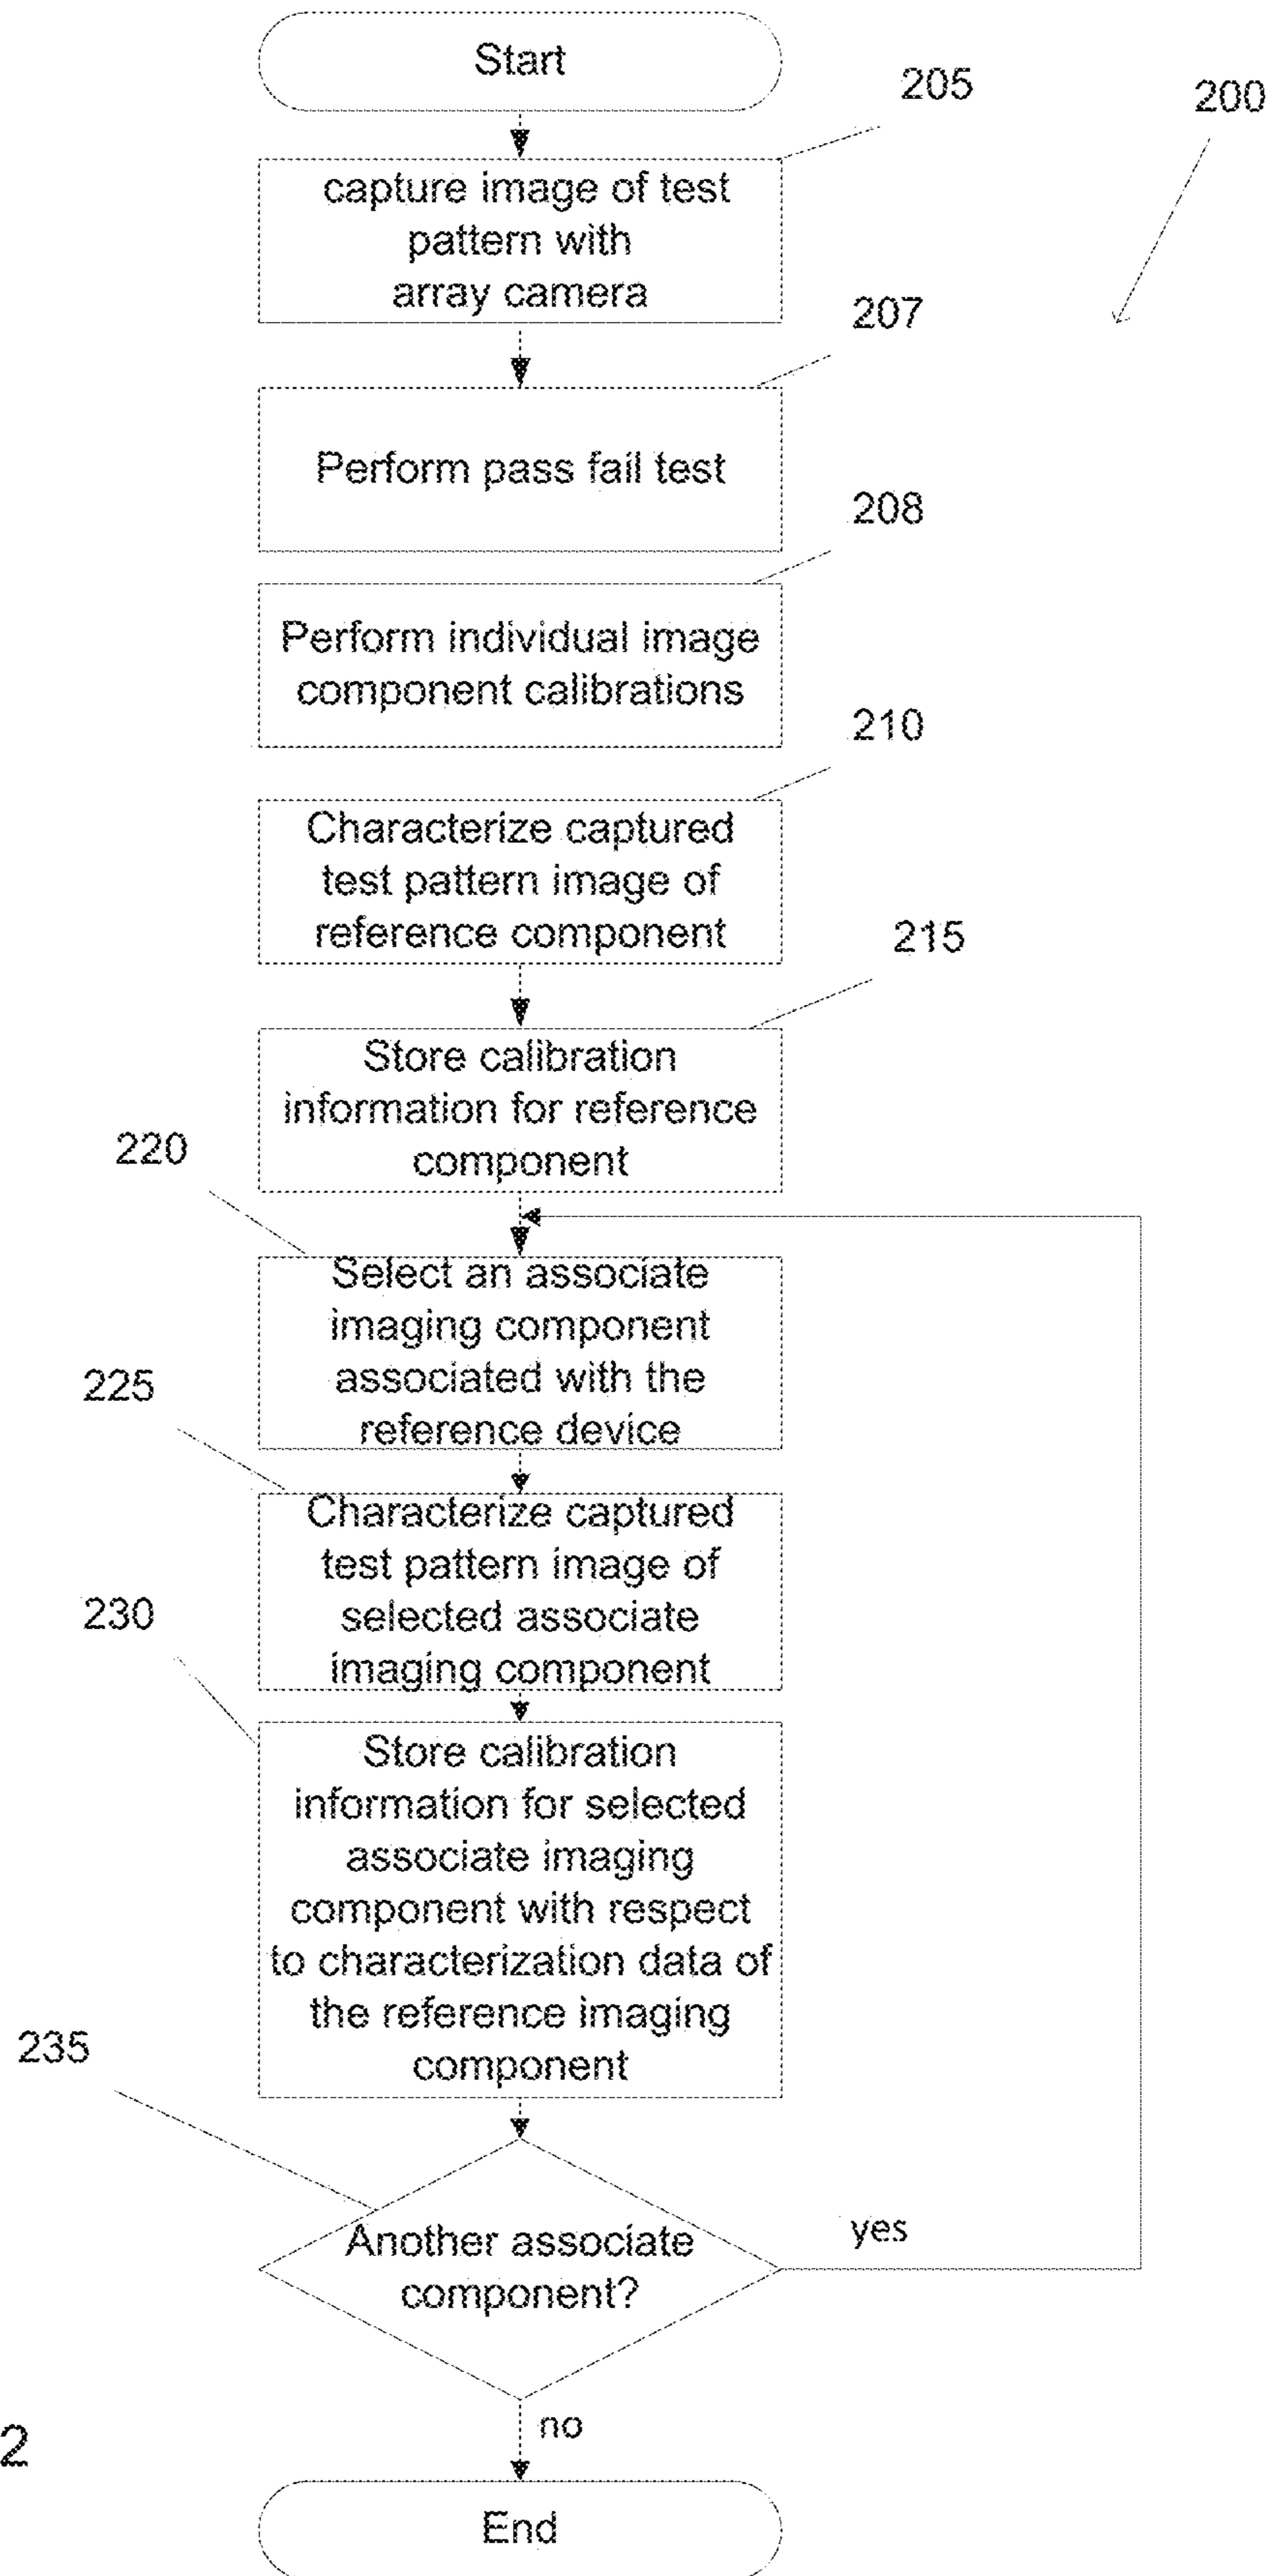 Start
205
200
capture image of test
pattern with
array camera
207
Perform pass fail test
208
Perform individual image
component calibrations
210
Characterize captured
test pattern image of
reference component
215
Store calibration
information for reference
component
220
Select an associate
imaging component
associated with the
reference device
225
Characterize captured
test pattern image of
selected associate
imaging component
230
Store calibration
information for selected
associate imaging
component with respect
to characterization data of
the reference imaging
component
235
Another associate
component?
yes
no
2
End